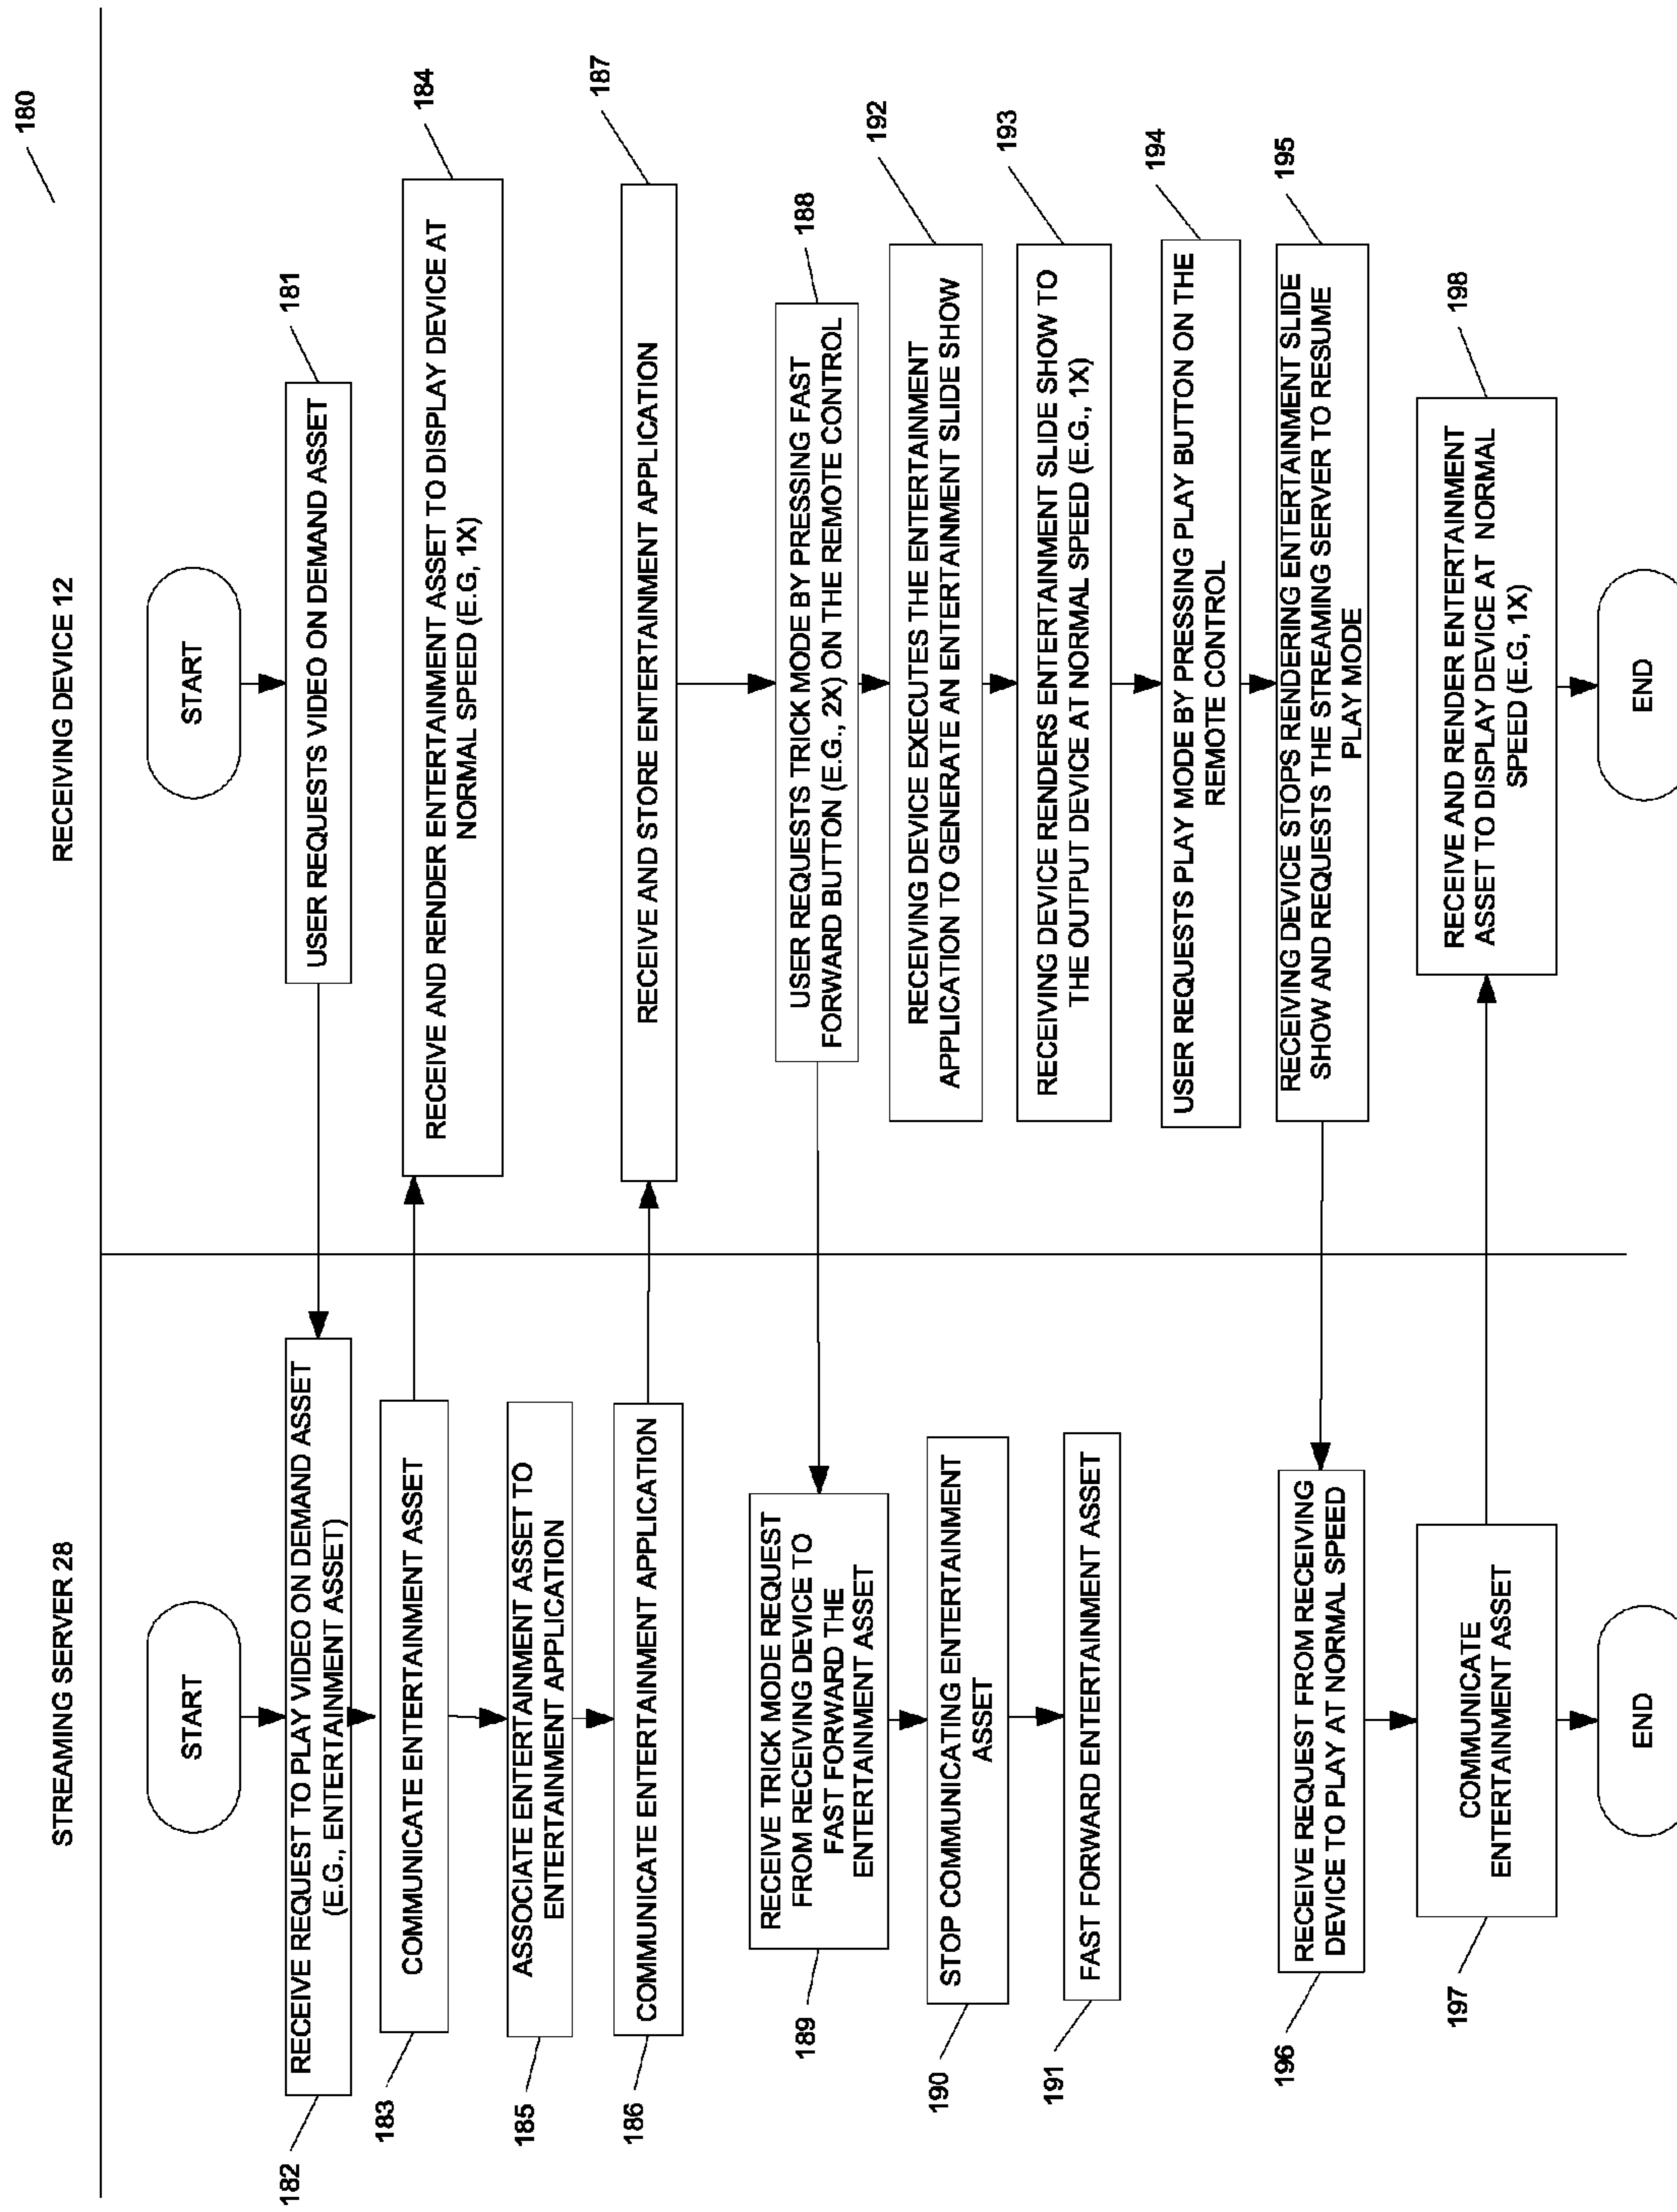 180
STREAMING SERVER 28
RECEIVING DEVICE 12
START
START
182
RECEIVE REQUEST TO PLAY VIDEO ON DEMAND ASSET
(E.G., ENTERTAINMENT ASSET)
USER REQUESTS VIDEO ON DEMAND ASSET
181
183
COMMUNICATE ENTERTAINMENT ASSET
RECEIVE AND RENDER ENTERTAINMENT ASSET TO DISPLAY DEVICE AT
NORMAL SPEED (E.G, 1X)
184
185
ASSOCIATE ENTERTAINMENT ASSET TO
ENTERTAINMENT APPLICATION
186
COMMUNICATE ENTERTAINMENT APPLICATION
RECEIVE AND STORE ENTERTAINMENT APPLICATION
187
USER REQUESTS TRICK MODE BY PRESSING FAST
FORWARD BUTTON (E.G., 2X) ON THE REMOTE CONTROL
188
189
RECEIVE TRICK MODE REQUEST
FROM RECEIVING DEVICE TO
FAST FORWARD THE
ENTERTAINMENT ASSET
190
STOP COMMUNICATING ENTERTAINMENT
ASSET
RECEIVING DEVICE EXECUTES THE ENTERTAINMENT
APPLICATION TO GENERATE AN ENTERTAINMENT SLIDE SHOW
192
191
FAST FORWARD ENTERTAINMENT ASSET
RECEIVING DEVICE RENDERS ENTERTAINMENT SLIDE SHOW TO
THE OUTPUT DEVICE AT NORMAL SPEED (E.G., 1X)
193
USER REQUESTS PLAY MODE BY PRESSING PLAY BUTTON ON THE
REMOTE CONTROL
194
RECEIVING DEVICE STOPS RENDERING ENTERTAINMENT SLIDE
SHOW AND REQUESTS THE STREAMING SERVER TO RESUME
PLAY MODE
195
196
RECEIVE REQUEST FROM RECEIVING
DEVICE TO PLAY AT NORMAL SPEED
197
COMMUNICATE
ENTERTAINMENT ASSET
RECEIVE AND RENDER ENTERTAINMENT
ASSET TO DISPLAY DEVICE AT NORMAL
SPEED (E.G, 1X)
198
END
END